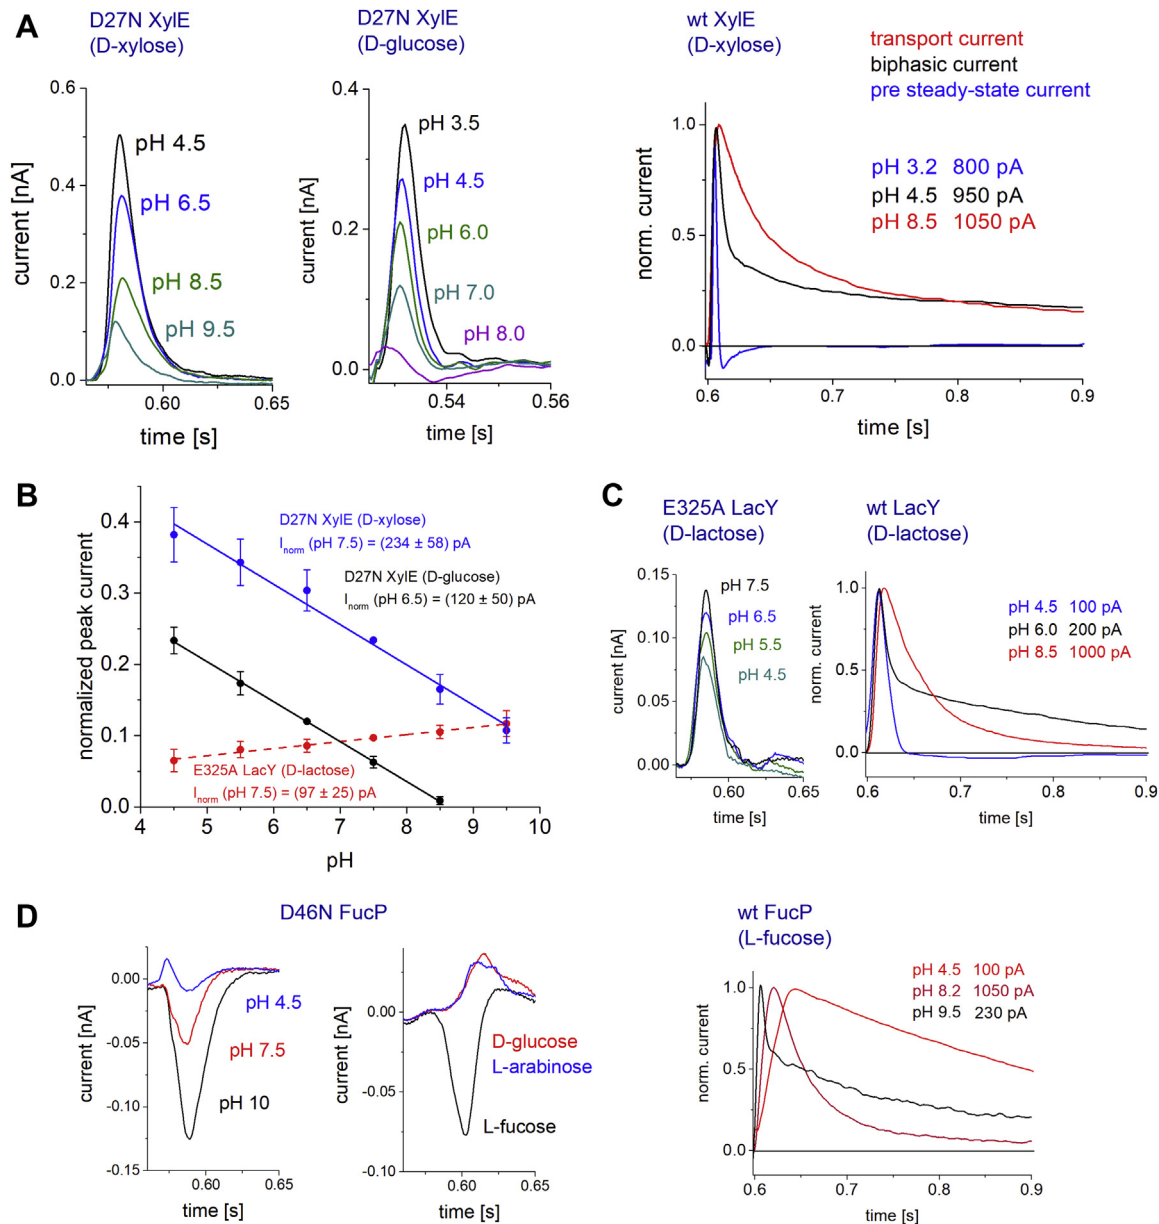 A
D27N XylE
(D-xylose)
0.6
0.4
0.2
0.0
current [nA]
pH 4.5
pH 6.5
pH 8.5
pH 9.5
0.60
0.65
time [s]
D27N XylE
(D-glucose)
0.4
0.2
0.0
current [nA]
pH 3.5
pH 4.5
pH 6.0
pH 7.0
pH 8.0
0.54
0.56
time [s]
wt XylE
(D-xylose)
transport current
biphasic current
pre steady-state current
1.0
0.5
0.0
norm. current
pH 3.2 800 pA
pH 4.5 950 pA
pH 8.5 1050 pA
0.6
0.7
0.8
0.9
time [s]
B
0.4
0.3
0.2
0.1
0.0
normalized peak current
D27N XylE (D-xylose)
Inorm (pH 7.5) = (234 ± 58) pA
D27N XylE (D-glucose)
Inorm (pH 6.5) = (120 ± 50) pA
E325A LacY (D-lactose)
Inorm (pH 7.5) = (97 ± 25) pA
4
5
6
7
8
9
10
pH
C
E325A LacY
(D-lactose)
0.15
0.10
0.05
0.00
current [nA]
pH 7.5
pH 6.5
pH 5.5
pH 4.5
0.60
0.65
time [s]
wt LacY
(D-lactose)
1.0
0.5
0.0
norm. current
pH 4.5 100 pA
pH 6.0 200 pA
pH 8.5 1000 pA
0.6
0.7
0.8
0.9
time [s]
D
D46N FucP
0.00
-0.05
-0.10
-0.15
current [nA]
pH 4.5
pH 7.5
pH 10
0.60
0.65
time [s]
0.00
-0.05
-0.10
current [nA]
D-glucose
L-arabinose
L-fucose
0.60
0.65
time [s]
wt FucP
(L-fucose)
1.0
0.5
0.0
norm. current
pH 4.5 100 pA
pH 8.2 1050 pA
pH 9.5 230 pA
0.6
0.7
0.8
0.9
time [s]